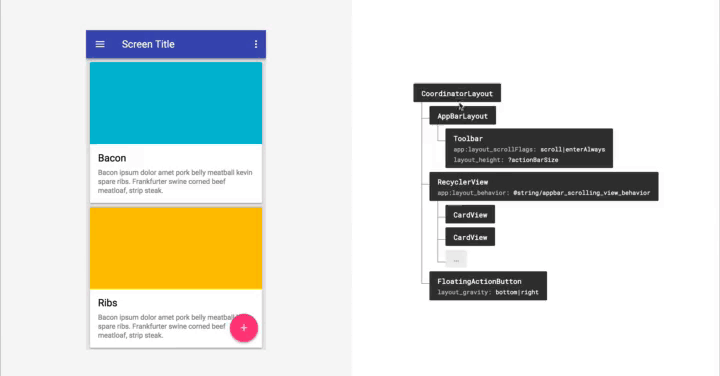 Screen Title
Bacon
Bacon ipsum dolor amet pork belly meatball kevin
spare ribs. Frankfurter swine corned beef
meatloaf, strip steak.
Ribs
Bacon ipsum dolor amet pork belly meatball
spare ribs. Frankfurter swine corned beef
meatloaf, strip steak.
+
CoordinatorLayout
AppBarLayout
Toolbar
app:layout_scrollFlags: scroll|enterAlways
layout_height: ?actionBarSize
RecyclerView
app:layout_behavior: @string/appbar_scrolling_view_behavior
CardView
CardView
...
FloatingActionButton
layout_gravity: bottom|right